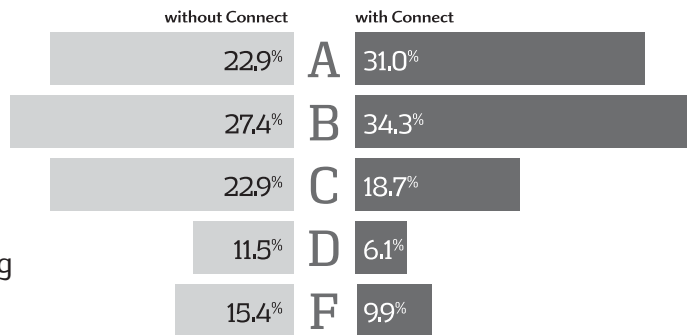 without Connect with Connect
22.9% A 31.0%
27.4% B 34.3%
22.9% C 18.7%
11.5% D 6.1%
g
15.4% F 9.9%